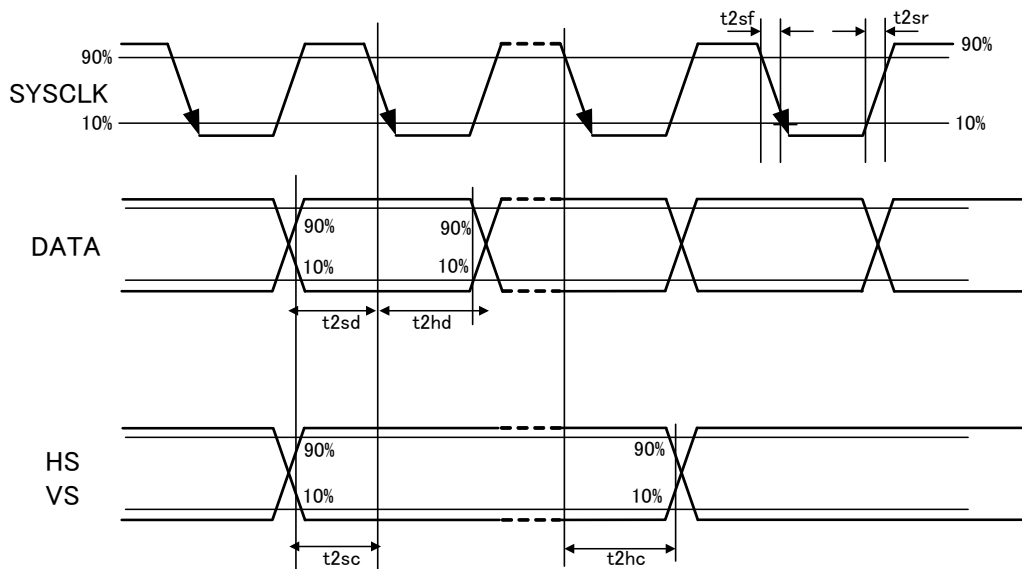 t2sf t2sr
90% 90%
SYSCLK
10% 10%
90% 90%
DATA
10% 10%
t2sd t2hd
90% 90%
HS
VS
10% 10%
t2sc t2hc